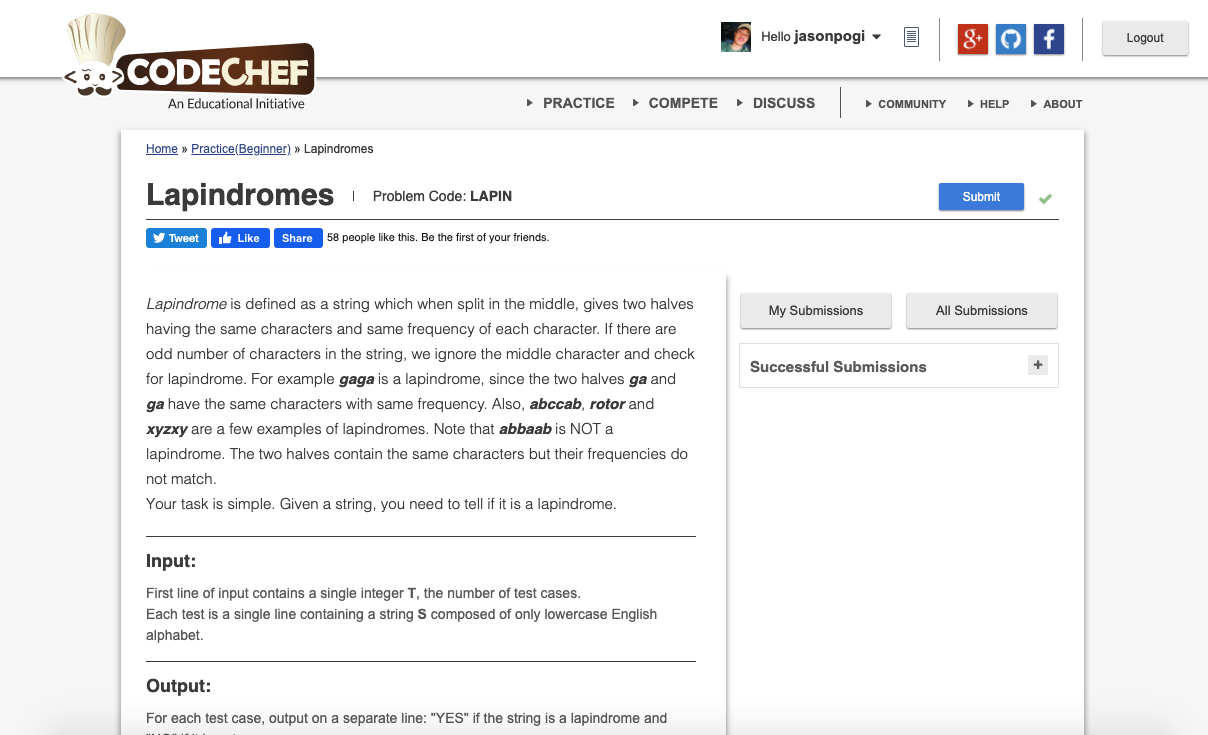 CODECHEF
An Educational Initiative
Hello jasonpogi
Logout
PRACTICE COMPETE DISCUSS COMMUNITY HELP ABOUT
Home » Practice(Beginner) » Lapindromes
Lapindromes | Problem Code: LAPIN
Submit
Tweet Like Share 58 people like this. Be the first of your friends.
Lapindrome is defined as a string which when split in the middle, gives two halves
having the same characters and same frequency of each character. If there are
odd number of characters in the string, we ignore the middle character and check
for lapindrome. For example gaga is a lapindrome, since the two halves ga and
ga have the same characters with same frequency. Also, abccab, rotor and
xyzxy are a few examples of lapindromes. Note that abbaab is NOT a
lapindrome. The two halves contain the same characters but their frequencies do
not match.
Your task is simple. Given a string, you need to tell if it is a lapindrome.
My Submissions All Submissions
Successful Submissions +
Input:
First line of input contains a single integer T, the number of test cases.
Each test is a single line containing a string S composed of only lowercase English
alphabet.
Output:
For each test case, output on a separate line: "YES" if the string is a lapindrome and